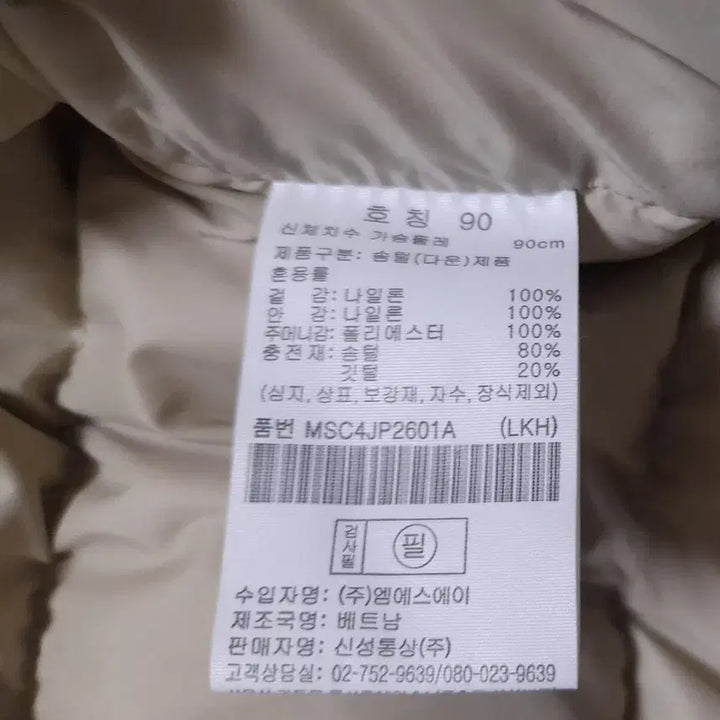 호 칭 90
신체치수 가슴둘레 90cm
제품구분: 솜털(다운)제품
혼용률
겉 감: 나일론 100%
안 감: 나일론 100%
주머니감: 폴리에스터 100%
충전재: 솜털 80%
깃털 20%
(심지, 상표, 보강재, 자수, 장식제외)
품번 MSC4JP2601A (LKH)
검사필 필
수입자명: (주)엠에스에이
제조국명: 베트남
판매자명: 신성통상(주)
고객상담실: 02-752-9639/080-023-9639